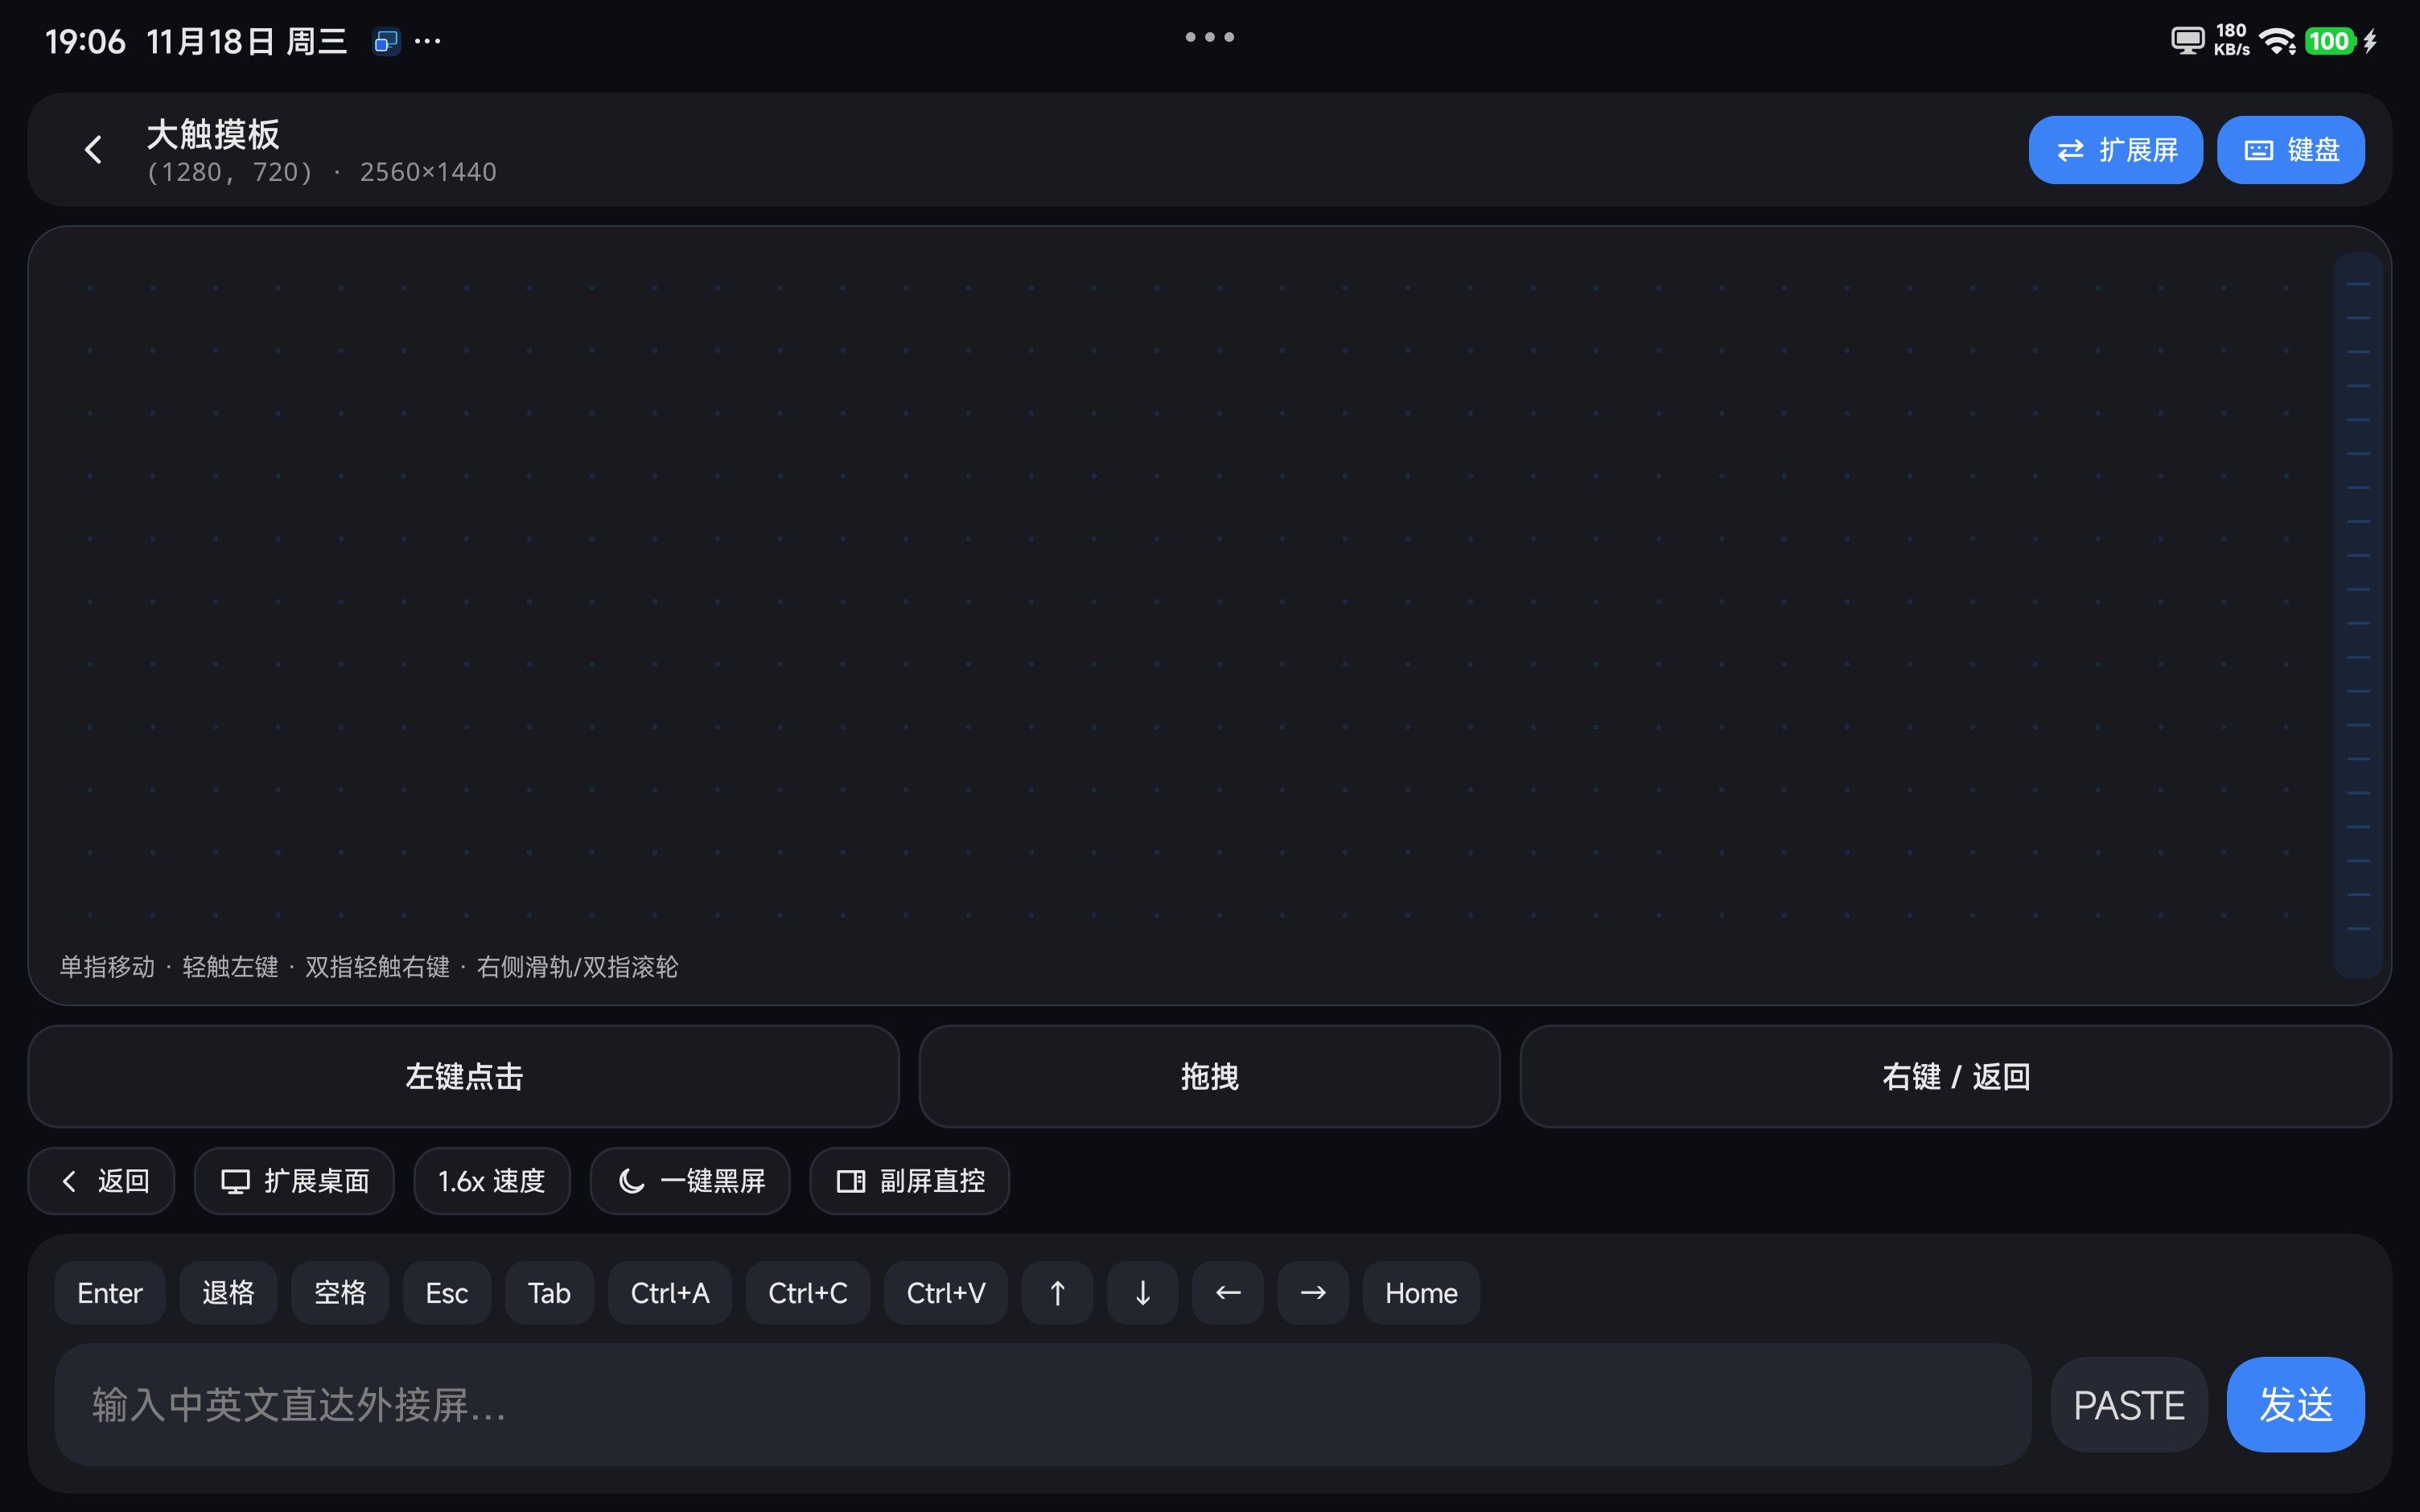 19:06 11月18日 周三
180 KB/s 100
大触摸板
(1280, 720) · 2560×1440
扩展屏 键盘
单指移动 · 轻触左键 · 双指轻触右键 · 右侧滑轨/双指滚轮
左键点击 拖拽 右键 / 返回
返回 扩展桌面 1.6x 速度 一键黑屏 副屏直控
Enter 退格 空格 Esc Tab Ctrl+A Ctrl+C Ctrl+V ↑ ↓ ← → Home
输入中英文直达外接屏... PASTE 发送